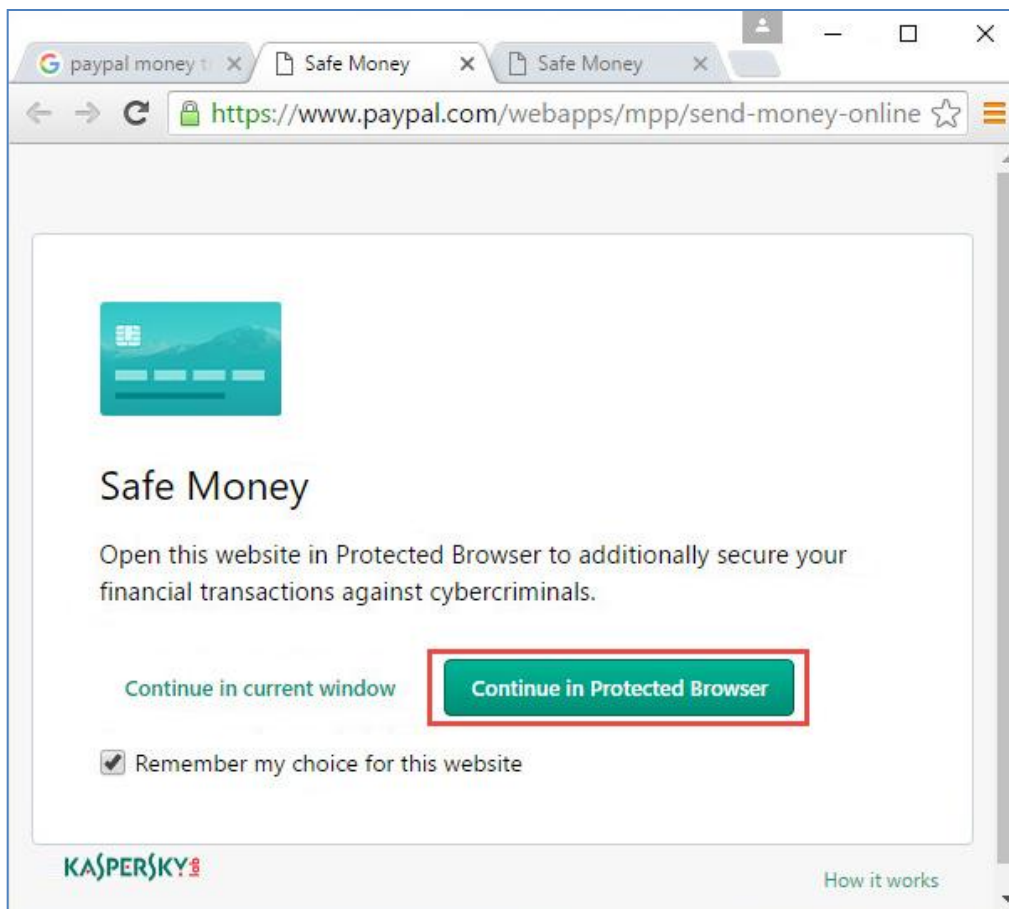 paypal money t
Safe Money
Safe Money
https://www.paypal.com/webapps/mpp/send-money-online
Safe Money
Open this website in Protected Browser to additionally secure your
financial transactions against cybercriminals.
Continue in current window
Continue in Protected Browser
Remember my choice for this website
KASPERSKY lab
How it works